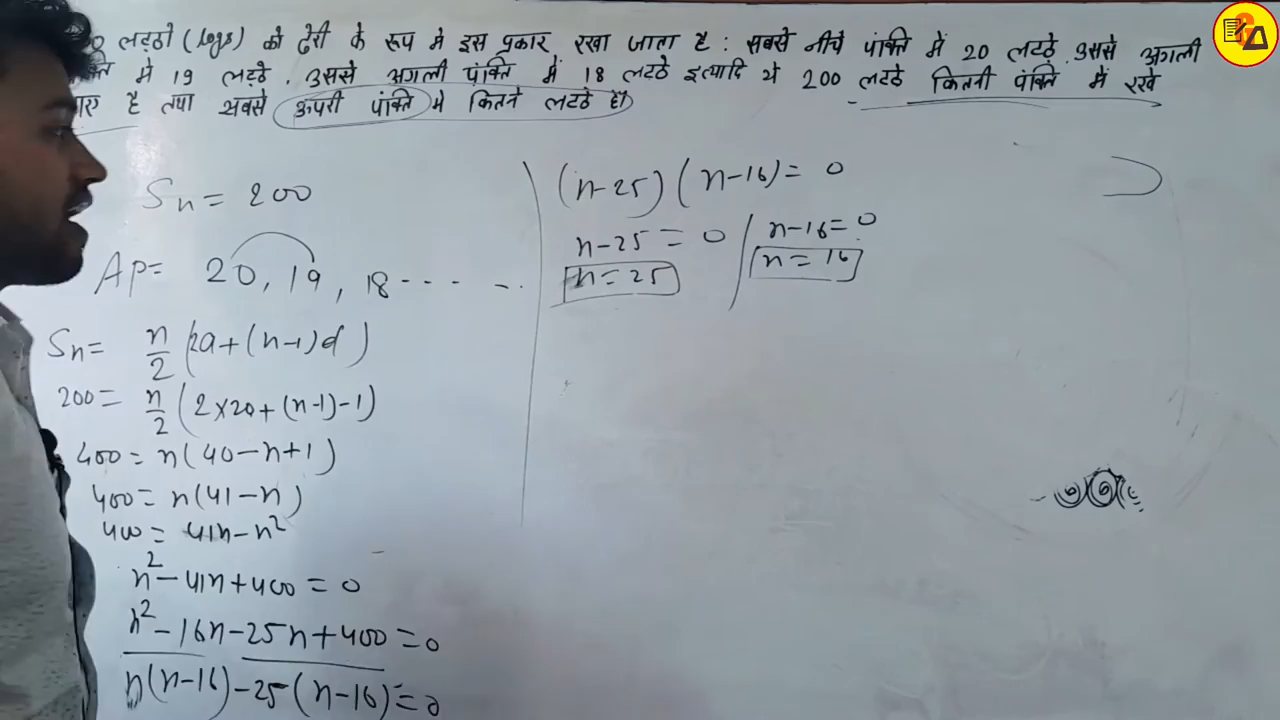 0 लट्ठों (logs) को ढेरी के रूप में इस प्रकार रखा जाता है : सबसे नीचे पंक्ति में 20 लट्ठे उससे अगली
में 19 लट्ठे . उससे अगली पंक्ति में 18 लट्ठे इत्यादि ये 200 लट्ठे कितनी पंक्ति में रखे
गए है तथा सबसे ऊपरी पंक्ति मे कितने लट्ठे हैं।
Sn = 200
AP = 20, 19, 18 - - - - - .
Sn = n/2 (2a + (n-1)d)
200 = n/2 (2×20 + (n-1)-1)
400 = n(40-n+1)
400 = n(41-n)
400 = 41n-n²
n² - 41n + 400 = 0
n² - 16n - 25n + 400 = 0
n(n-16) - 25(n-16) = 0
(n-25)(n-16) = 0
n-25 = 0 / n-16 = 0
n = 25 n = 16